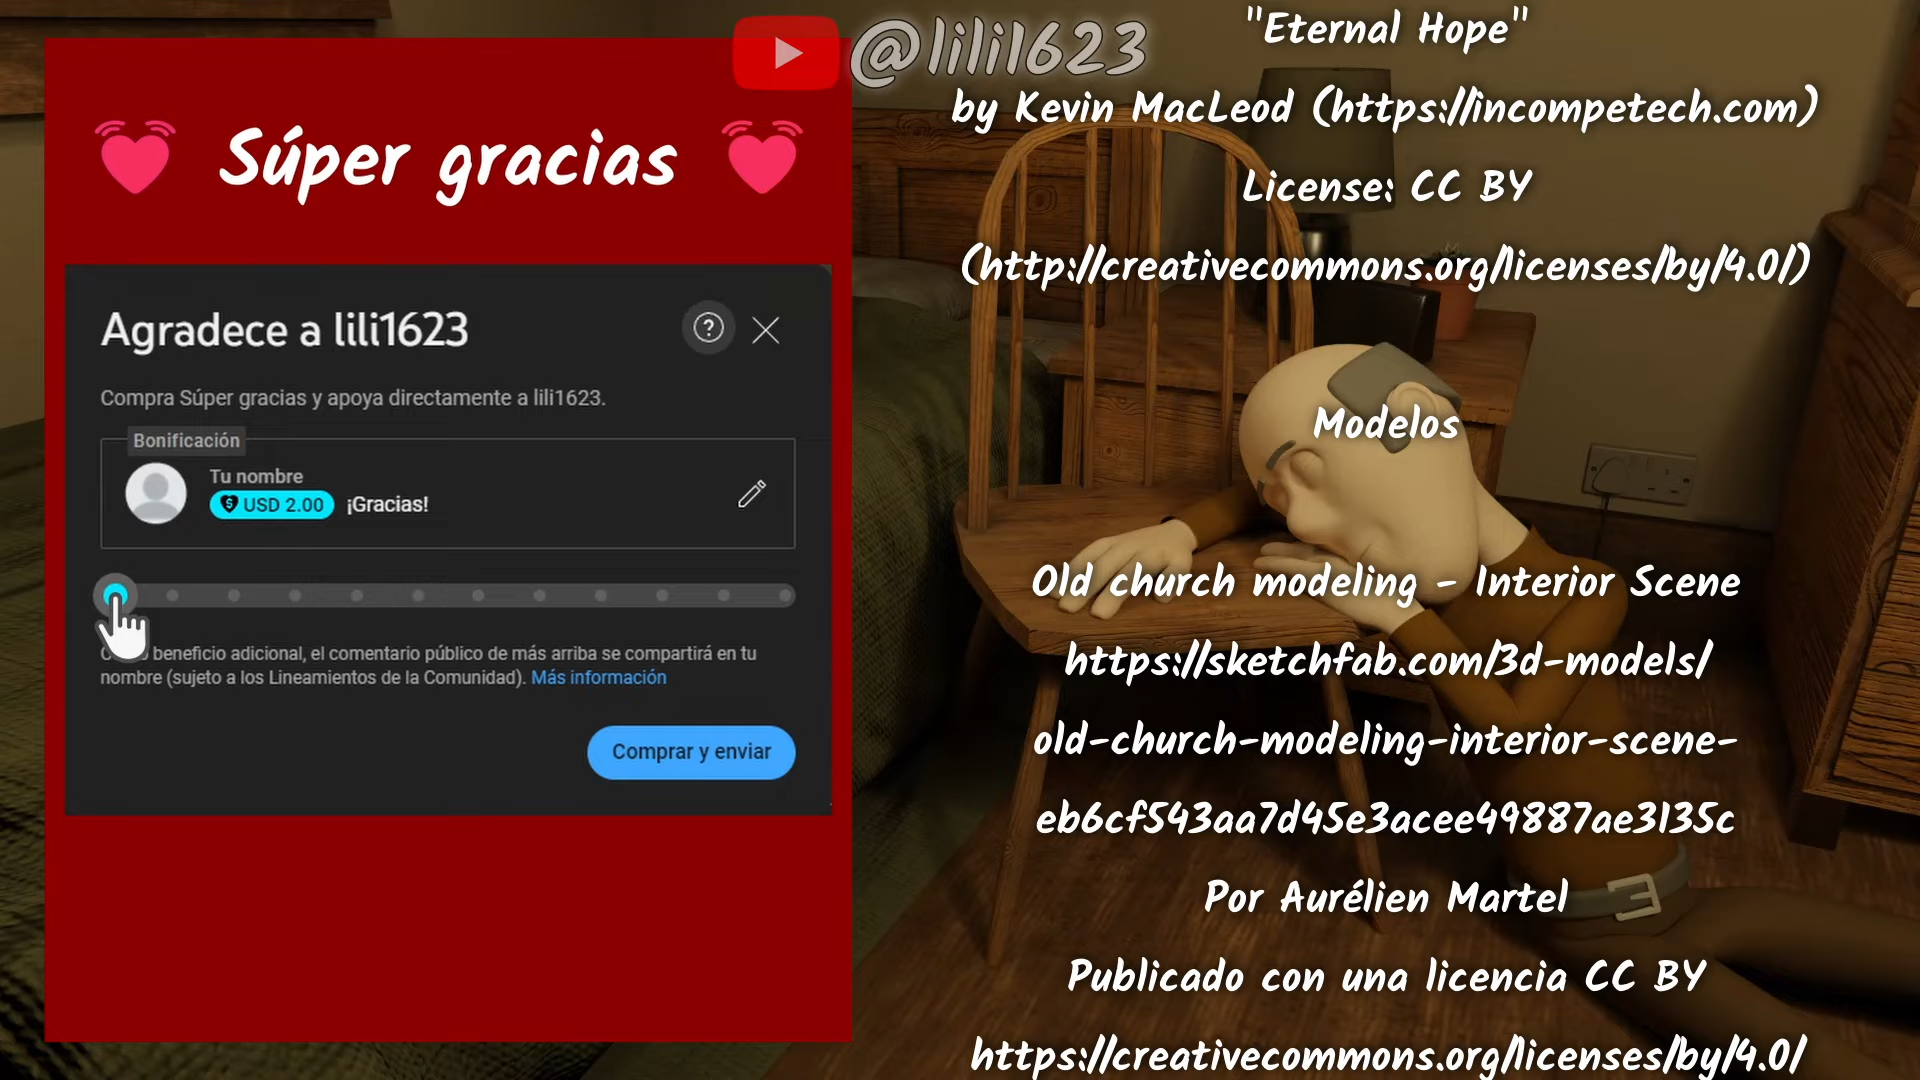 @lili1623
Súper gracias
Agradece a lili1623
?
Compra Súper gracias y apoya directamente a lili1623.
Bonificación
Tu nombre
USD 2.00 ¡Gracias!
beneficio adicional, el comentario público de más arriba se compartirá en tu
nombre (sujeto a los Lineamientos de la Comunidad). Más información
Comprar y enviar
"Eternal Hope"
by Kevin MacLeod (https://incompetech.com)
License: CC BY
(http://creativecommons.org/licenses/by/4.0/)
Modelos
Old church modeling - Interior Scene
https://sketchfab.com/3d-models/
old-church-modeling-interior-scene-
eb6cf543aa7d45e3acee49887ae3135c
Por Aurélien Martel
Publicado con una licencia CC BY
https://creativecommons.org/licenses/by/4.0/